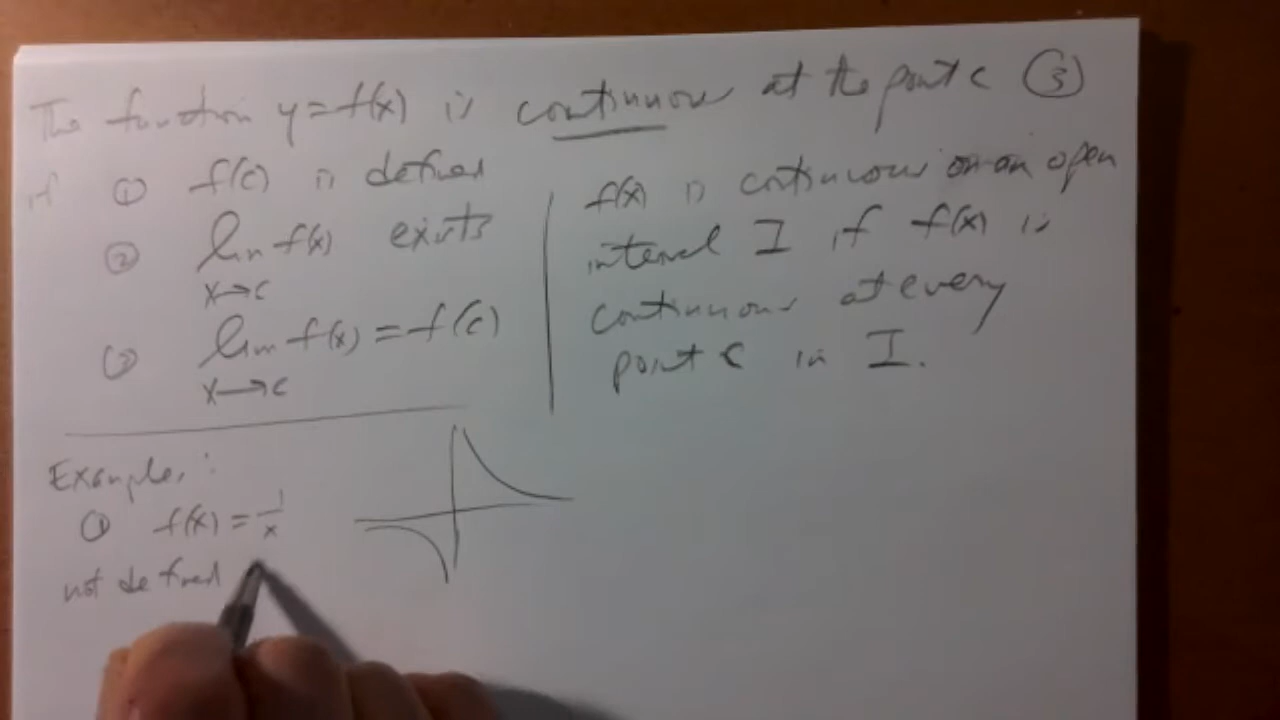 The function y=f(x) is continuous at the point c ③
if ① f(c) is defined
② lim f(x) exists
x→c
③ lim f(x) = f(c)
x→c
f(x) is continuous on an open
interval I if f(x) is
continuous at every
point c in I.
Example:
① f(x) = 1/x
not defined